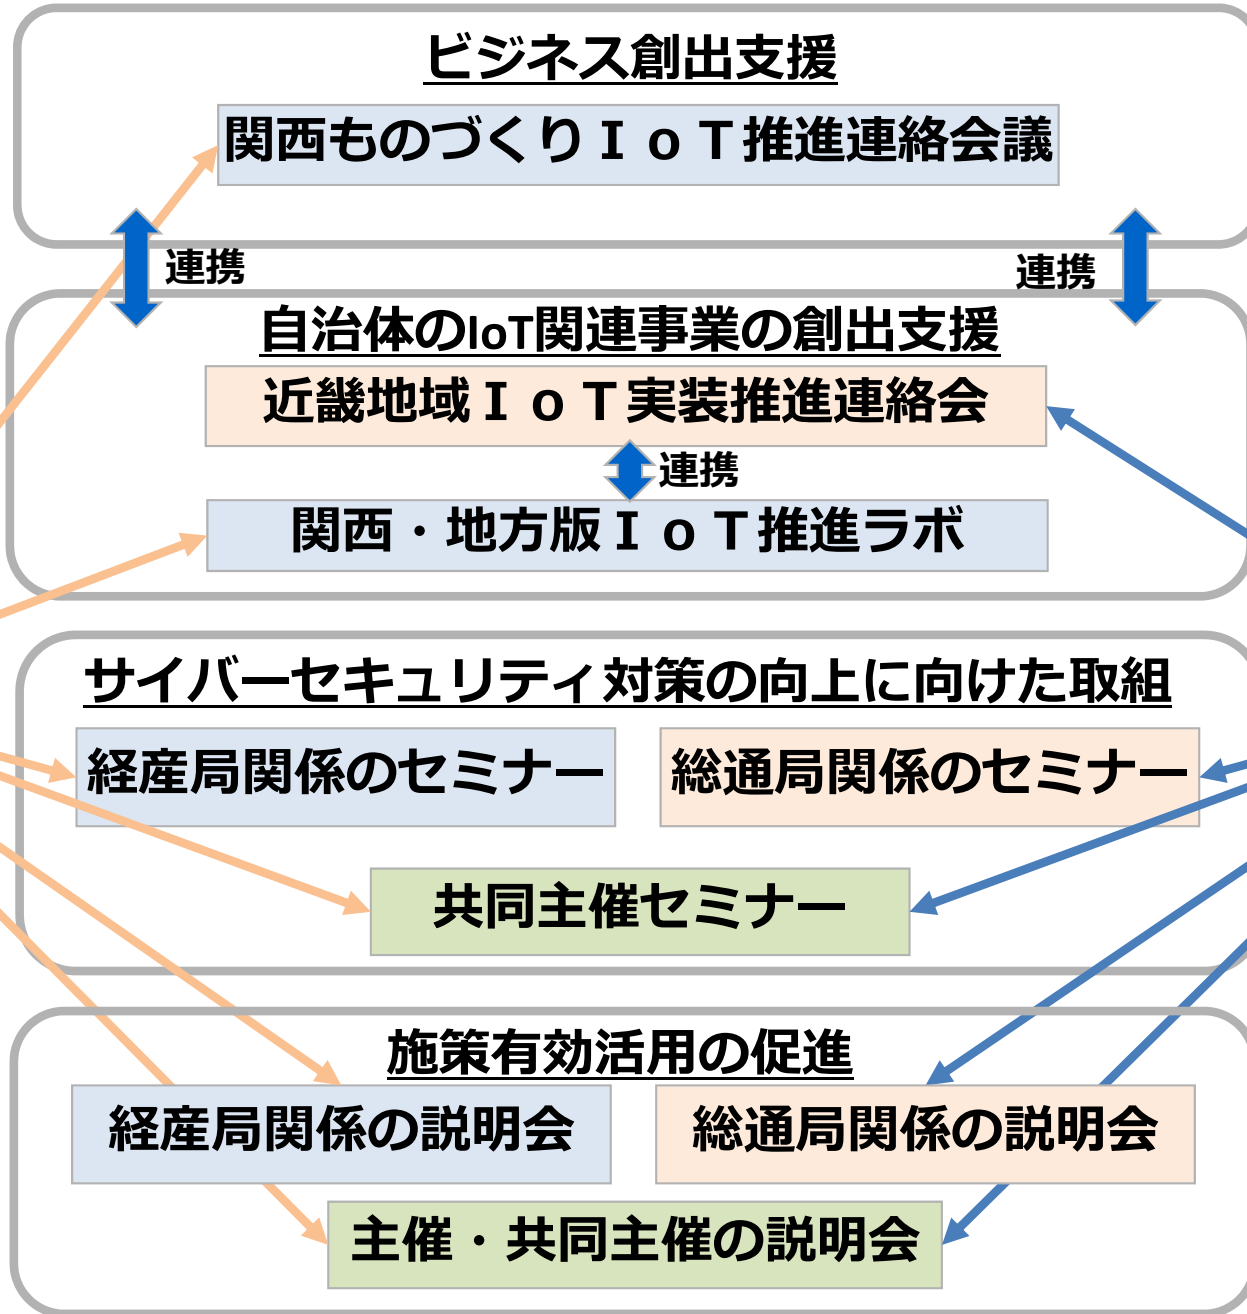 ビジネス創出支援
関西ものづくりＩｏＴ推進連絡会議
連携
連携
自治体のIoT関連事業の創出支援
近畿地域ＩｏＴ実装推進連絡会
連携
関西・地方版ＩｏＴ推進ラボ
サイバーセキュリティ対策の向上に向けた取組
経産局関係のセミナー
総通局関係のセミナー
共同主催セミナー
施策有効活用の促進
経産局関係の説明会
総通局関係の説明会
主催・共同主催の説明会